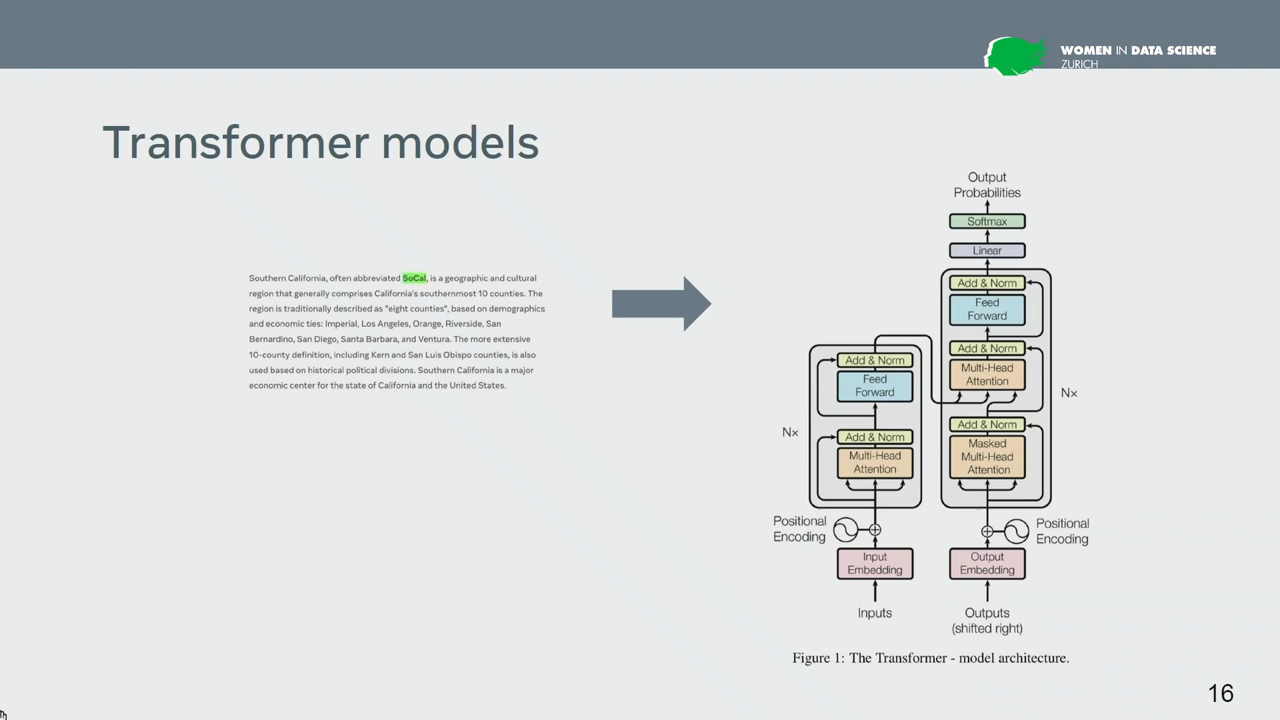 WOMEN IN DATA SCIENCE
ZURICH
Transformer models
Southern California, often abbreviated SoCal, is a geographic and cultural
region that generally comprises California's southernmost 10 counties. The
region is traditionally described as "eight counties", based on demographics
and economic ties: Imperial, Los Angeles, Orange, Riverside, San
Bernardino, San Diego, Santa Barbara, and Ventura. The more extensive
10-county definition, including Kern and San Luis Obispo counties, is also
used based on historical political divisions. Southern California is a major
economic center for the state of California and the United States.
Output
Probabilities
Softmax
Linear
Add & Norm
Feed
Forward
Add & Norm
Multi-Head
Attention
Add & Norm
Masked
Multi-Head
Attention
Nx
Add & Norm
Feed
Forward
Add & Norm
Multi-Head
Attention
Nx
Positional
Encoding
Positional
Encoding
Input
Embedding
Output
Embedding
Inputs
Outputs
(shifted right)
Figure 1: The Transformer - model architecture.
16